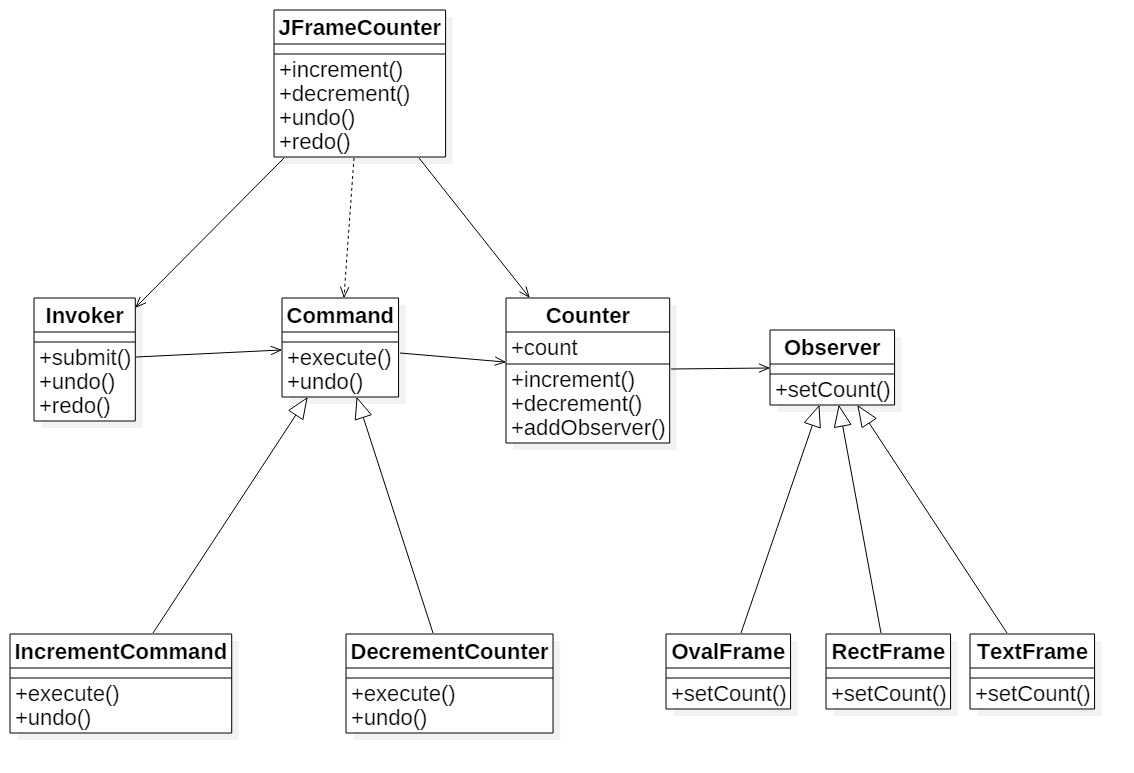 JFrameCounter
+increment()
+decrement()
+undo()
+redo()
Invoker
+submit()
+undo()
+redo()
Command
+execute()
+undo()
Counter
+count
+increment()
+decrement()
+addObserver()
Observer
+setCount()
IncrementCommand
+execute()
+undo()
DecrementCounter
+execute()
+undo()
OvalFrame
+setCount()
RectFrame
+setCount()
TextFrame
+setCount()